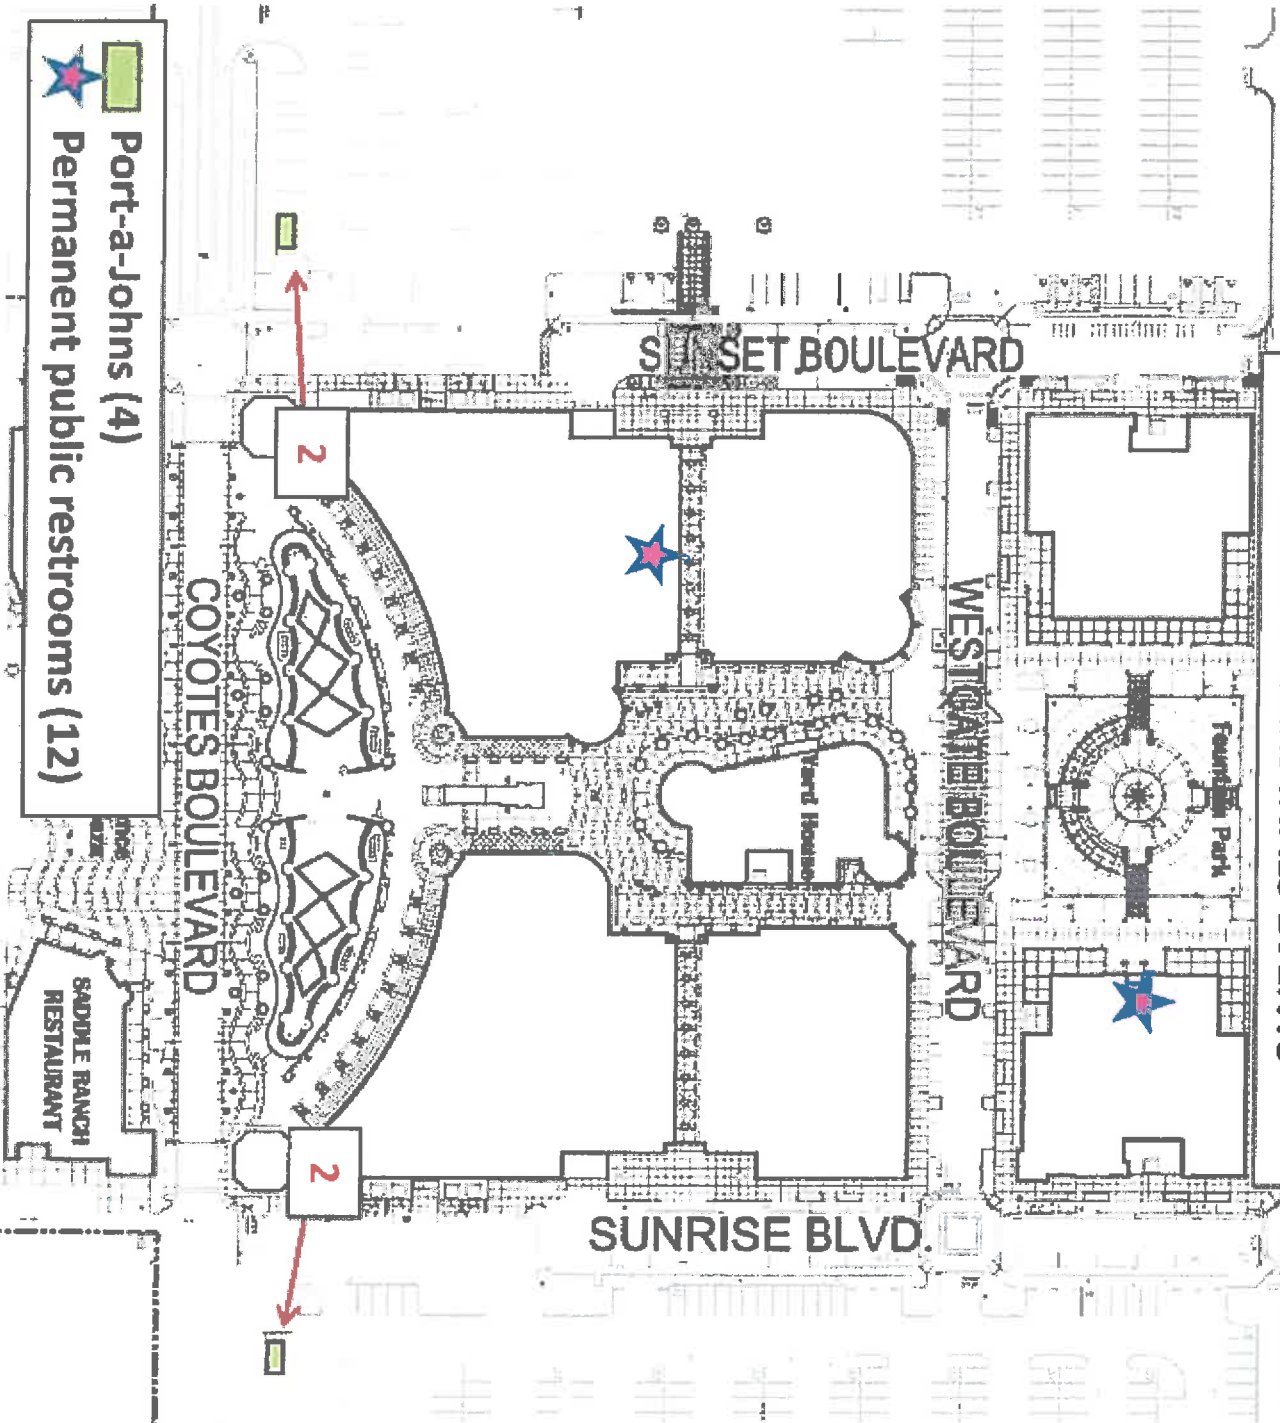 Port-a-Johns (4)
Permanent public restrooms (12)
SUNSET BOULEVARD
2
WESTGATE BOULEVARD
COYOTES BOULEVARD
Fountain Park
Yard House
SADDLE RANCH
RESTAURANT
2
SUNRISE BLVD.